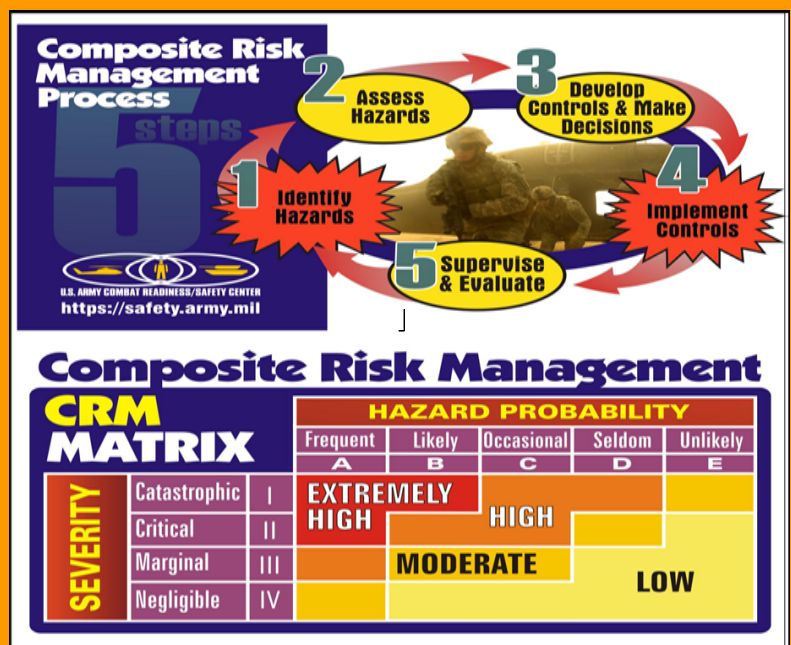 Composite Risk
Management
Process
5
steps
1
Identify
Hazards
2
Assess
Hazards
3
Develop
Controls & Make
Decisions
4
Implement
Controls
5
Supervise
& Evaluate
U.S. ARMY COMBAT READINESS/SAFETY CENTER
https://safety.army.mil
Composite Risk Management
CRM
MATRIX
HAZARD PROBABILITY
Frequent Likely Occasional Seldom Unlikely
A B C D E
SEVERITY
Catastrophic I
Critical II
Marginal III
Negligible IV
EXTREMELY
HIGH
HIGH
MODERATE
LOW